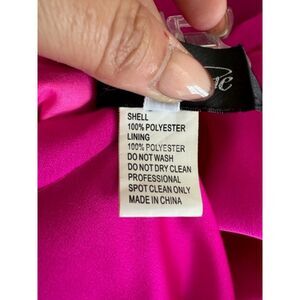 SHELL
100% POLYESTER
LINING
100% POLYESTER
DO NOT WASH
DO NOT DRY CLEAN
PROFESSIONAL
SPOT CLEAN ONLY
MADE IN CHINA